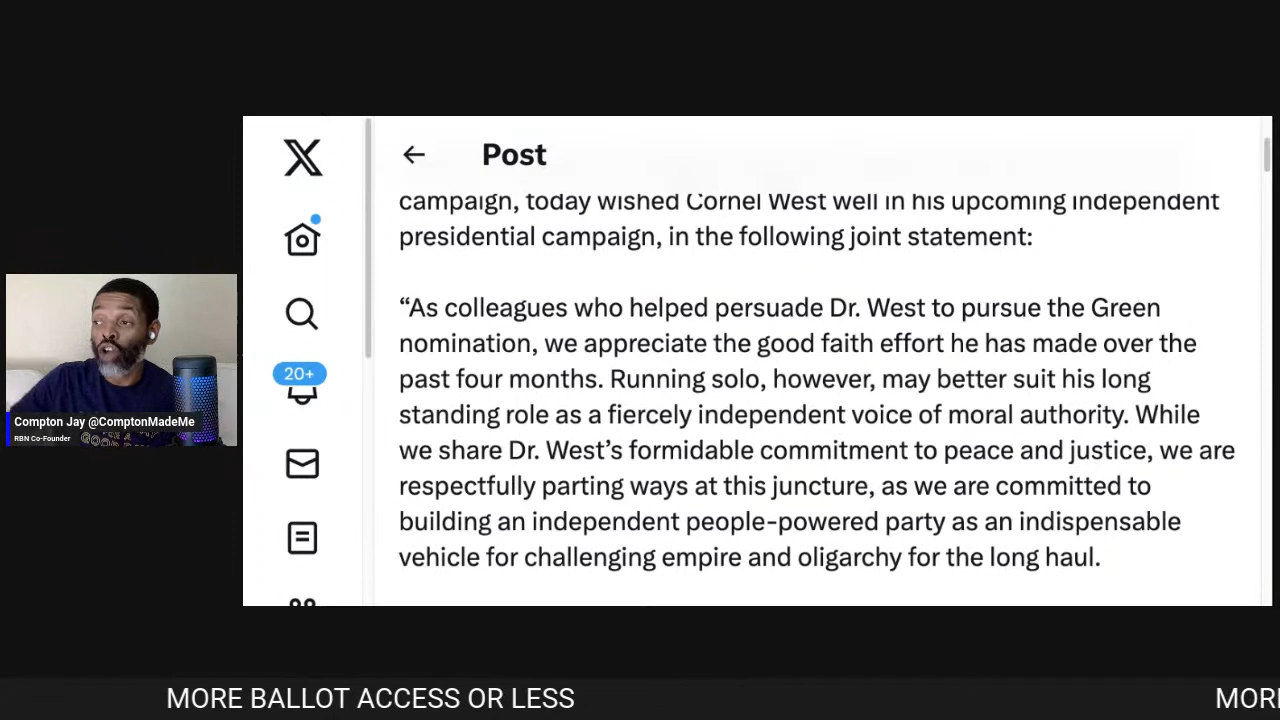 Post
campaign, today wished Cornel West well in his upcoming independent
presidential campaign, in the following joint statement:
“As colleagues who helped persuade Dr. West to pursue the Green
nomination, we appreciate the good faith effort he has made over the
past four months. Running solo, however, may better suit his long
standing role as a fiercely independent voice of moral authority. While
we share Dr. West’s formidable commitment to peace and justice, we are
respectfully parting ways at this juncture, as we are committed to
building an independent people-powered party as an indispensable
vehicle for challenging empire and oligarchy for the long haul.
20+
Compton Jay @ComptonMadeMe
RBN Co-Founder
MORE BALLOT ACCESS OR LESS